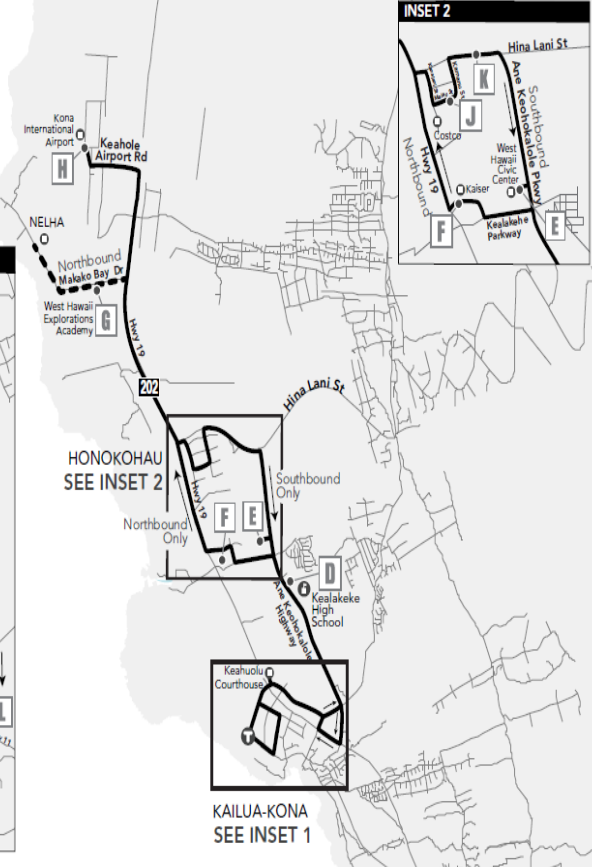 INSET 2
Hina Lani St
K
J
Costco
Ane Keohokalole Pkwy
Southbound
West
Hawaii
Civic
Center
Hwy 19
Northbound
Kaiser
F
E
Kealakehe
Parkway
Kona
International
Airport
Keahole
Airport Rd
H
NELHA
Northbound
Makako Bay Dr
West Hawaii
Explorations
Academy
G
Hwy 19
202
Hina Lani St
HONOKOHAU
SEE INSET 2
Southbound
Only
Hwy 19
F
E
Northbound
Only
D
Kealakeke
High
School
Ane Keohokalole
Highway
Keahuolu
Courthouse
T
KAILUA-KONA
SEE INSET 1